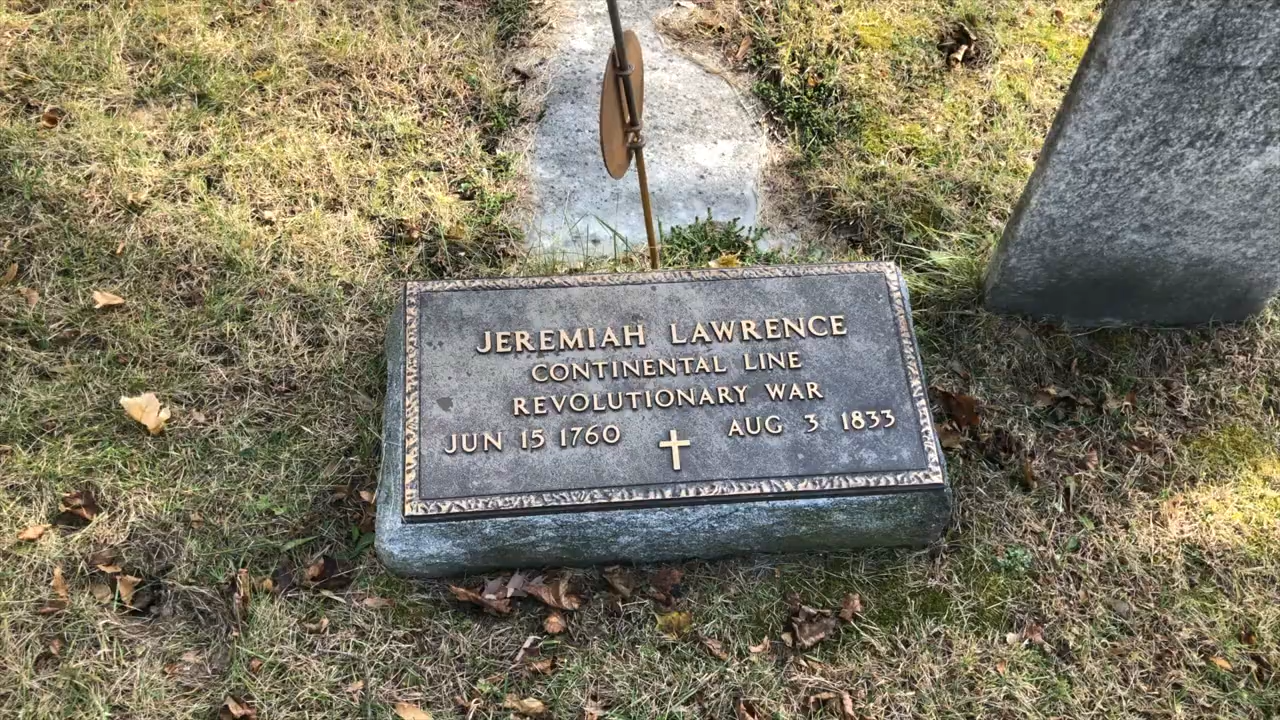 JEREMIAH LAWRENCE
CONTINENTAL LINE
REVOLUTIONARY WAR
JUN 15 1760 AUG 3 1833